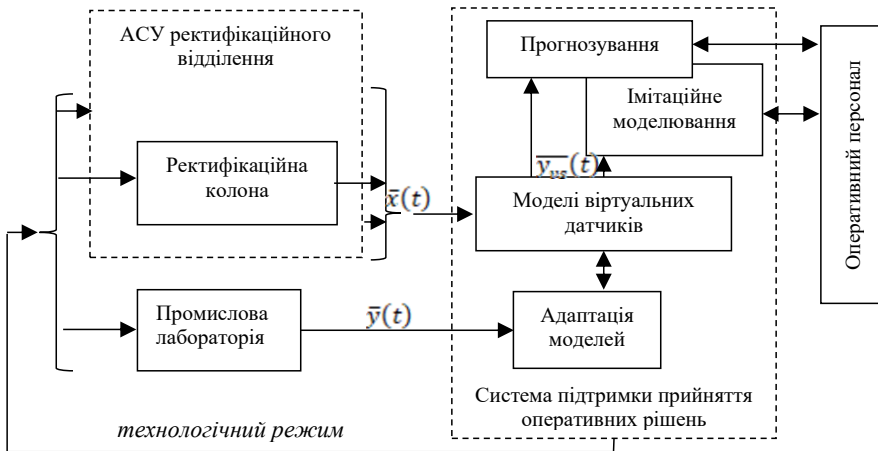 АСУ ректифікаційного
відділення
Ректифікаційна
колона
Промислова
лабораторія
x̄(t)
ȳ(t)
Прогнозування
Імітаційне
моделювання
y̅v̅s̅(t)
Моделі віртуальних
датчиків
Адаптація
моделей
Система підтримки прийняття
оперативних рішень
Оперативний персонал
технологічний режим